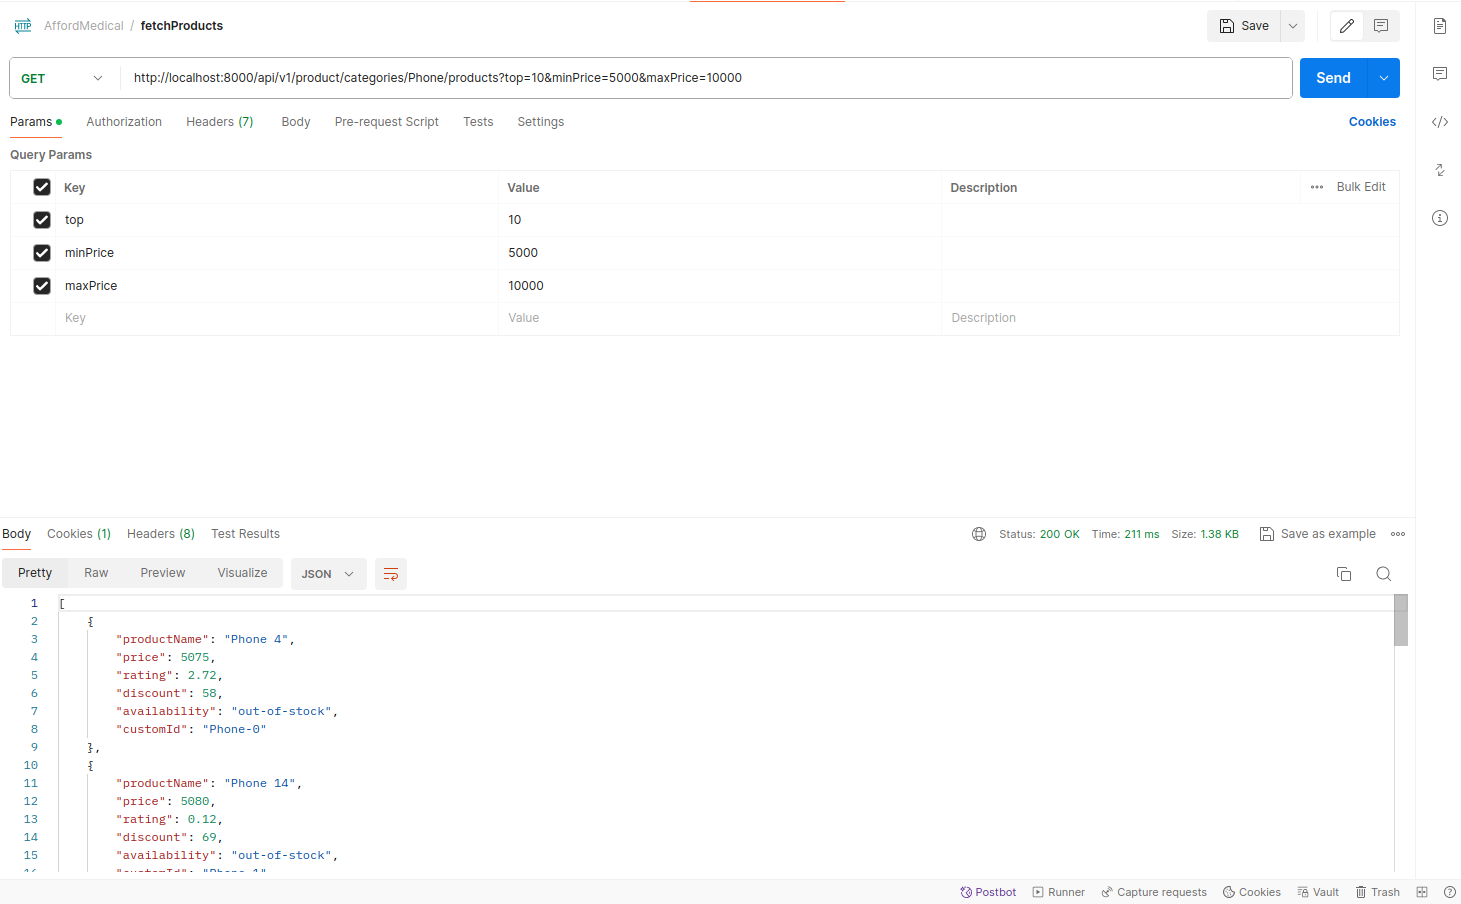 HTTP AffordMedical / fetchProducts Save
GET http://localhost:8000/api/v1/product/categories/Phone/products?top=10&minPrice=5000&maxPrice=10000 Send
Params Authorization Headers (7) Body Pre-request Script Tests Settings Cookies
Query Params
Key Value Description Bulk Edit
top 10
minPrice 5000
maxPrice 10000
Key Value Description
Body Cookies (1) Headers (8) Test Results Status: 200 OK Time: 211 ms Size: 1.38 KB Save as example
Pretty Raw Preview Visualize JSON
1 [
2 {
3 "productName": "Phone 4",
4 "price": 5075,
5 "rating": 2.72,
6 "discount": 58,
7 "availability": "out-of-stock",
8 "customId": "Phone-0"
9 },
10 {
11 "productName": "Phone 14",
12 "price": 5080,
13 "rating": 0.12,
14 "discount": 69,
15 "availability": "out-of-stock",
16 "customId": "Phone-1"
Postbot Runner Capture requests Cookies Vault Trash